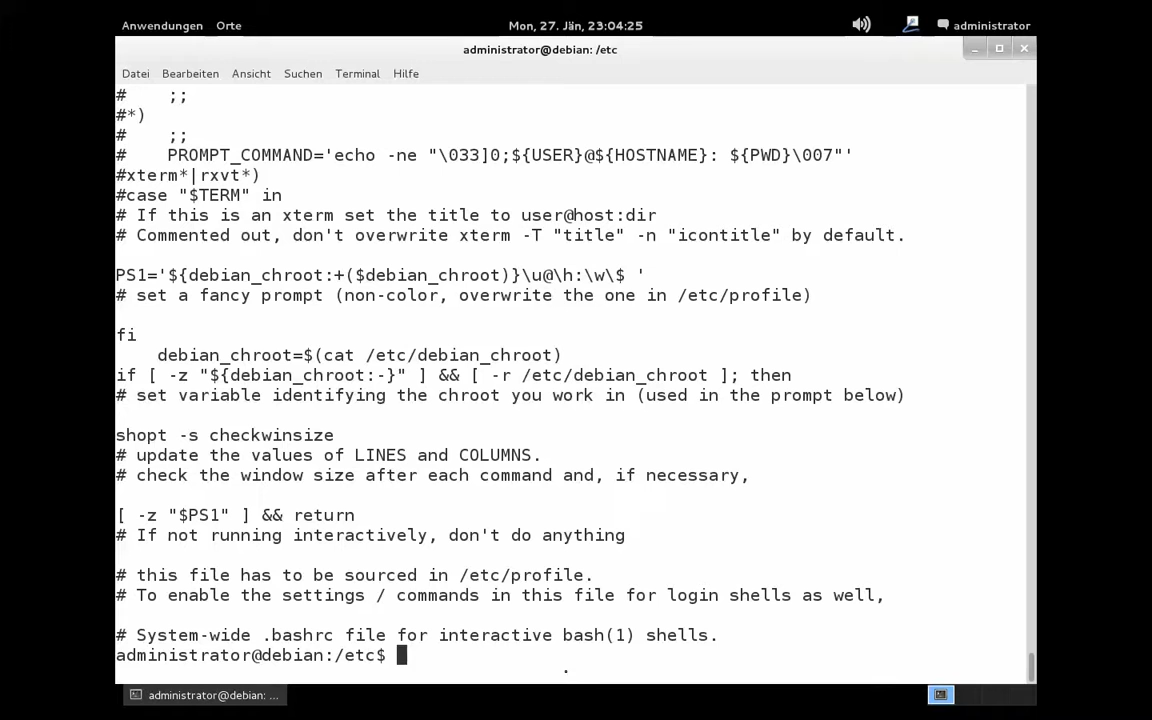 Anwendungen Orte Mon, 27. Jän, 23:04:25 administrator
administrator@debian: /etc
Datei Bearbeiten Ansicht Suchen Terminal Hilfe
#    ;;
#*)
#    ;;
#    PROMPT_COMMAND='echo -ne "\033]0;${USER}@${HOSTNAME}: ${PWD}\007"'
#xterm*|rxvt*)
#case "$TERM" in
# If this is an xterm set the title to user@host:dir
# Commented out, don't overwrite xterm -T "title" -n "icontitle" by default.
PS1='${debian_chroot:+($debian_chroot)}\u@\h:\w\$ '
# set a fancy prompt (non-color, overwrite the one in /etc/profile)
fi
    debian_chroot=$(cat /etc/debian_chroot)
if [ -z "${debian_chroot:-}" ] && [ -r /etc/debian_chroot ]; then
# set variable identifying the chroot you work in (used in the prompt below)
shopt -s checkwinsize
# update the values of LINES and COLUMNS.
# check the window size after each command and, if necessary,
[ -z "$PS1" ] && return
# If not running interactively, don't do anything
# this file has to be sourced in /etc/profile.
# To enable the settings / commands in this file for login shells as well,
# System-wide .bashrc file for interactive bash(1) shells.
administrator@debian:/etc$
administrator@debian: ...